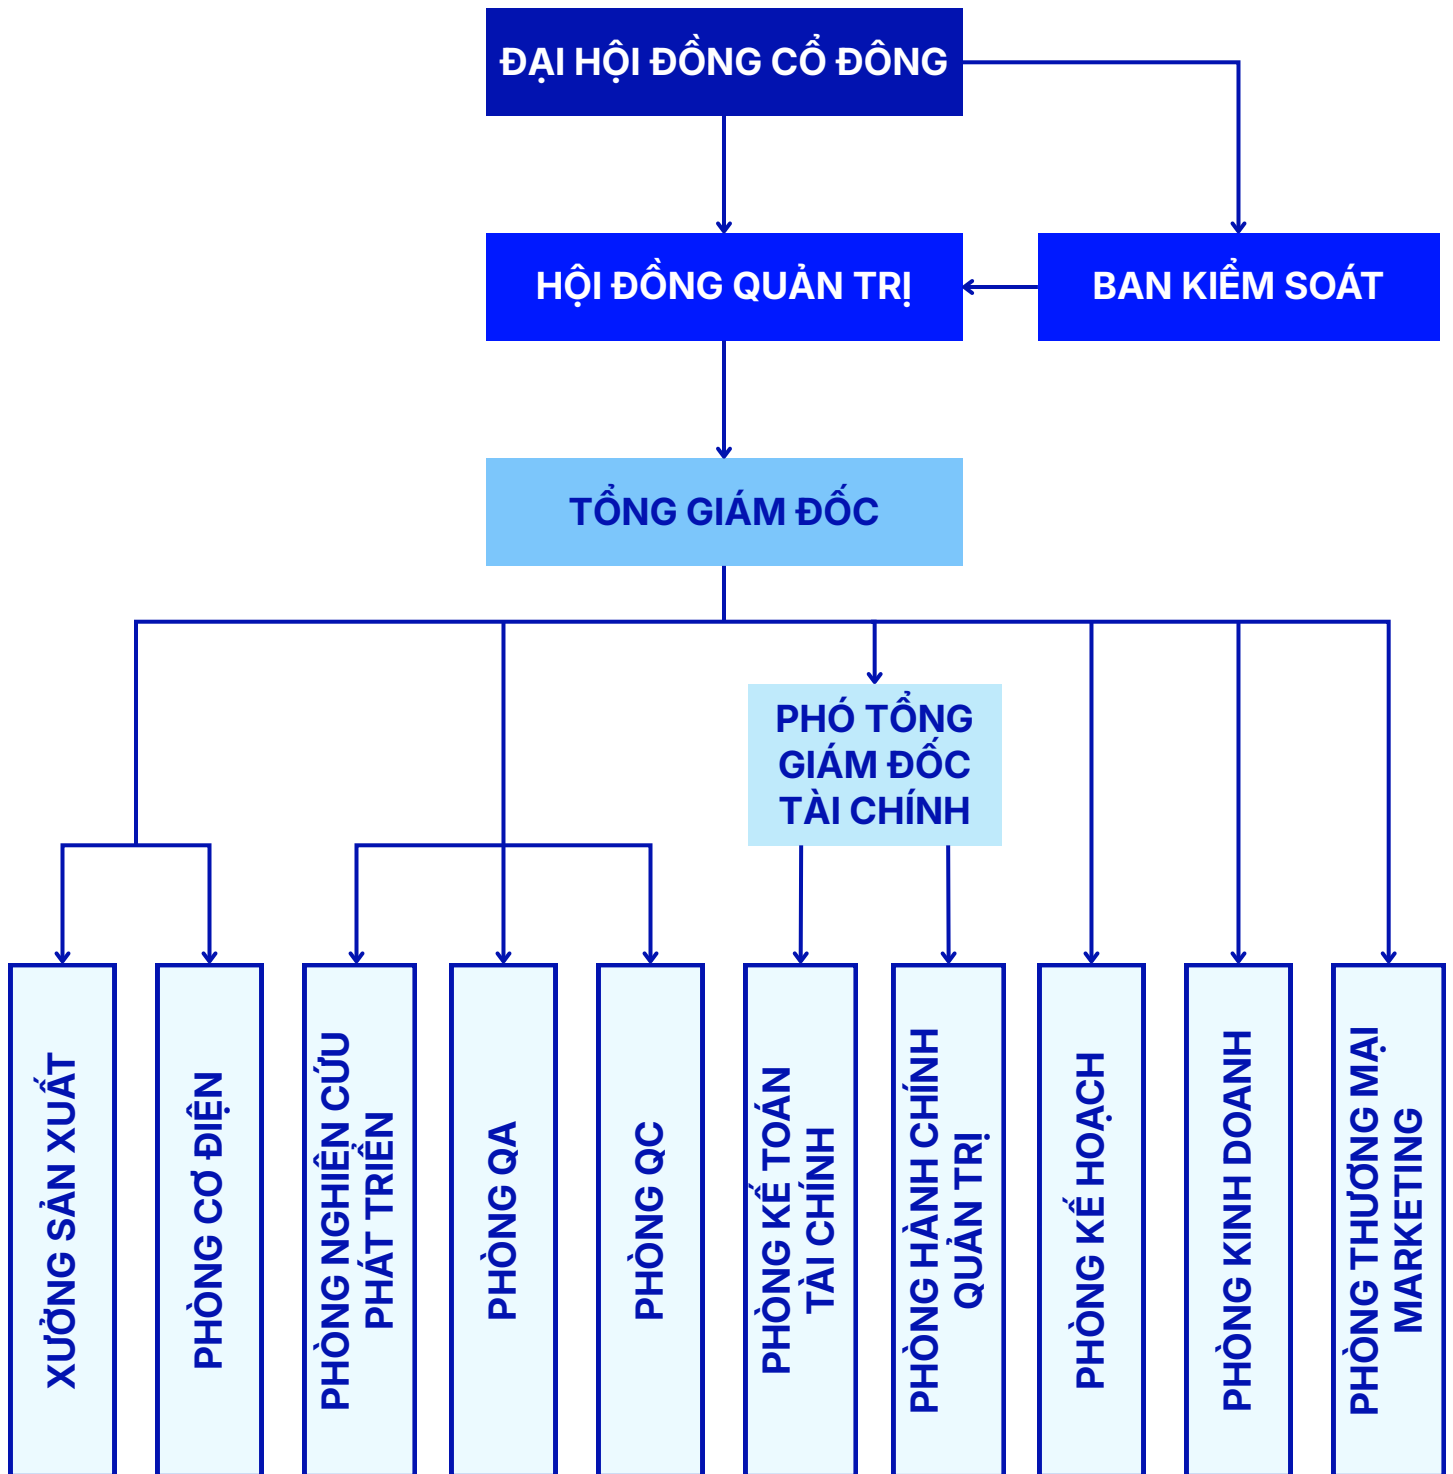 ĐẠI HỘI ĐỒNG CỔ ĐÔNG
HỘI ĐỒNG QUẢN TRỊ
BAN KIỂM SOÁT
TỔNG GIÁM ĐỐC
PHÓ TỔNG
GIÁM ĐỐC
TÀI CHÍNH
XƯỞNG SẢN XUẤT
PHÒNG CƠ ĐIỆN
PHÒNG NGHIÊN CỨU
PHÁT TRIỂN
PHÒNG QA
PHÒNG QC
PHÒNG KẾ TOÁN
TÀI CHÍNH
PHÒNG HÀNH CHÍNH
QUẢN TRỊ
PHÒNG KẾ HOẠCH
PHÒNG KINH DOANH
PHÒNG THƯƠNG MẠI
MARKETING